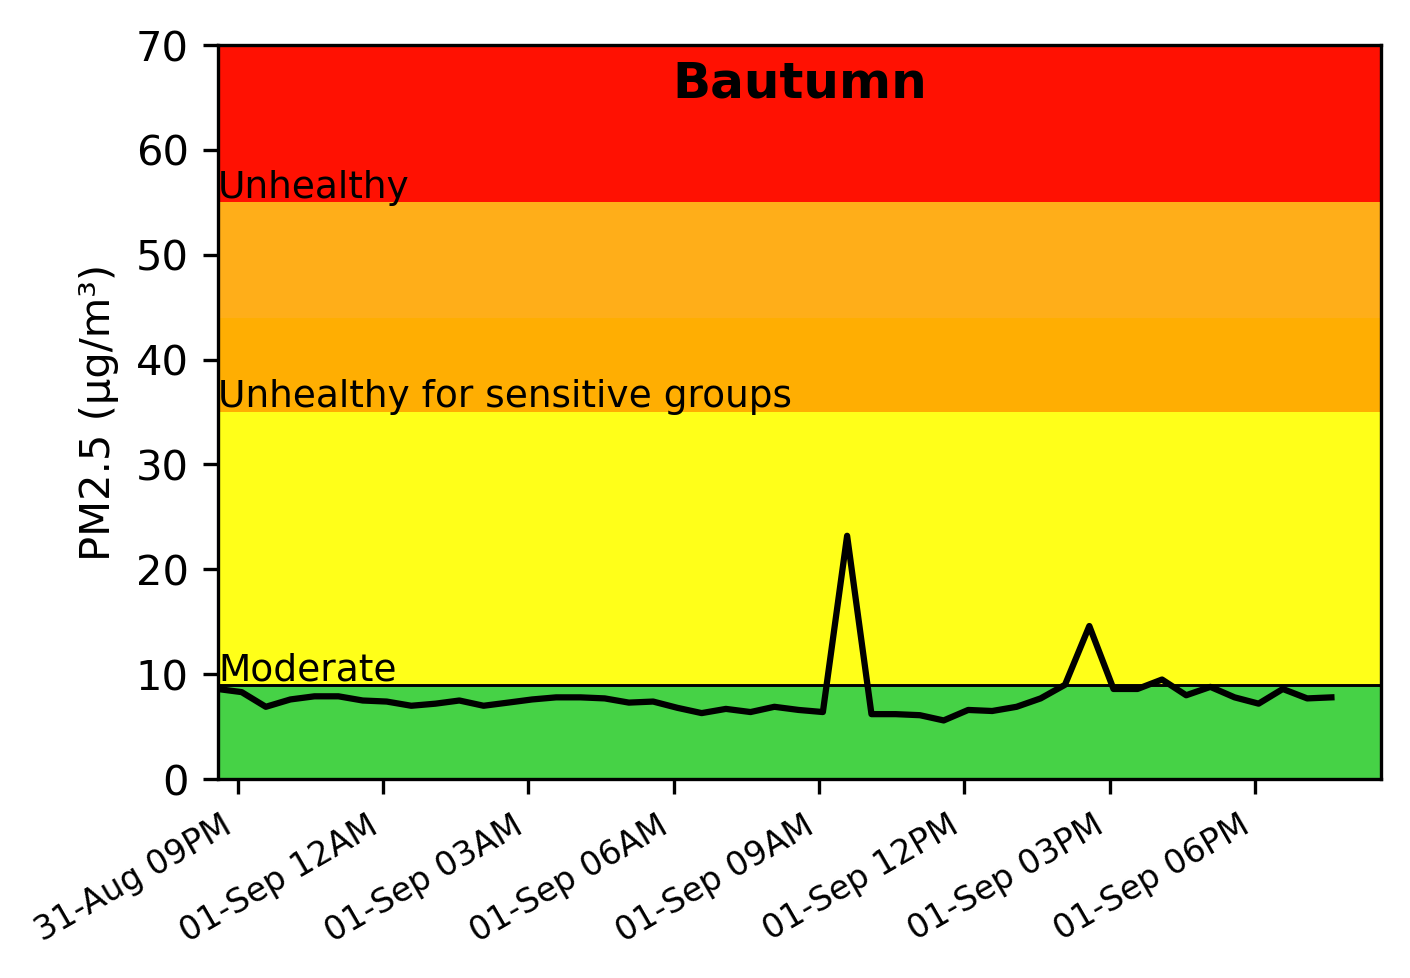 Bautumn
70
60
50
40
30
20
10
0
PM2.5 (µg/m³)
Unhealthy
Unhealthy for sensitive groups
Moderate
31-Aug 09PM
01-Sep 12AM
01-Sep 03AM
01-Sep 06AM
01-Sep 09AM
01-Sep 12PM
01-Sep 03PM
01-Sep 06PM